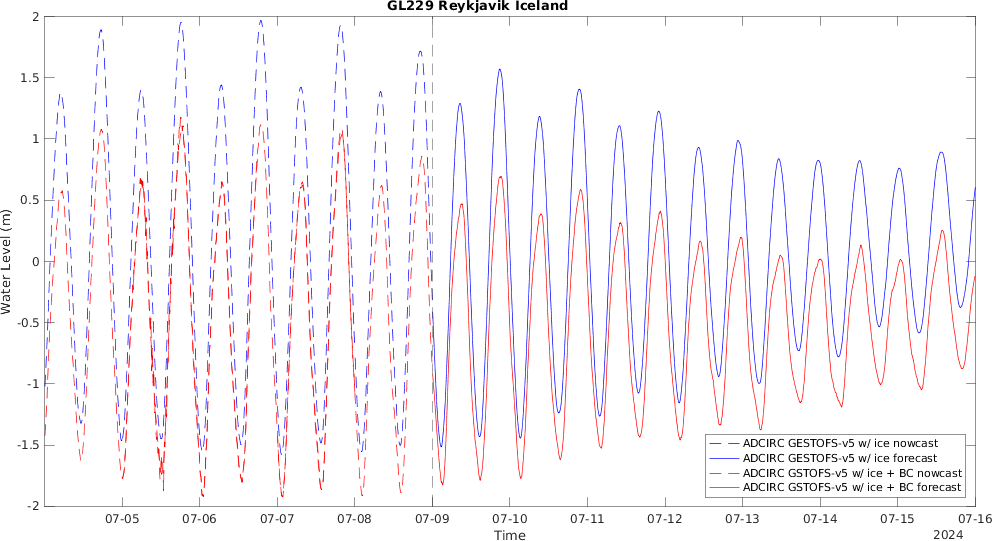 GL229 Reykjavik Iceland
2
1.5
1
0.5
0
-0.5
-1
-1.5
-2
Water Level (m)
ADCIRC GESTOFS-v5 w/ ice nowcast
ADCIRC GESTOFS-v5 w/ ice forecast
ADCIRC GSTOFS-v5 w/ ice + BC nowcast
ADCIRC GSTOFS-v5 w/ ice + BC forecast
07-05 07-06 07-07 07-08 07-09 07-10 07-11 07-12 07-13 07-14 07-15 07-16
Time
2024